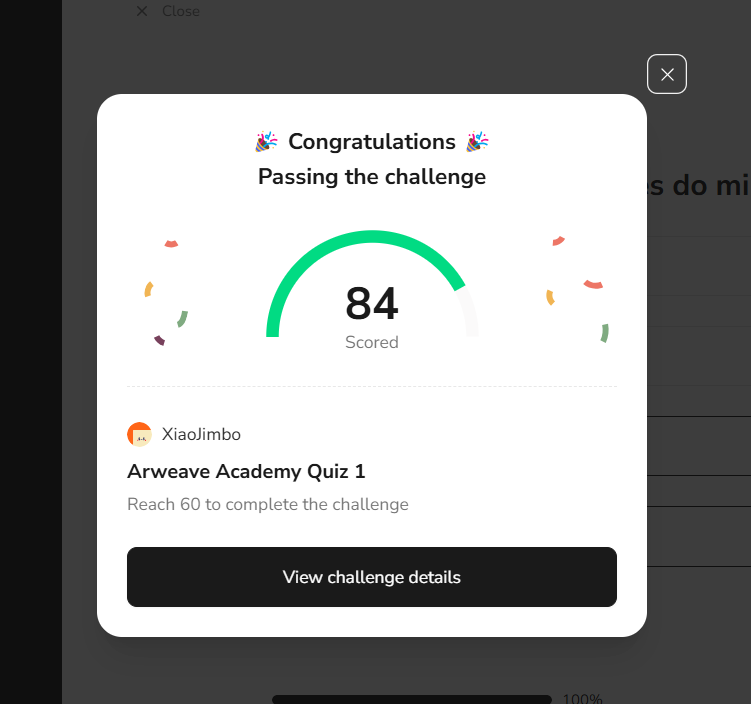 Close
es do mi
🎉 Congratulations 🎉
Passing the challenge
84
Scored
XiaoJimbo
Arweave Academy Quiz 1
Reach 60 to complete the challenge
View challenge details
100%